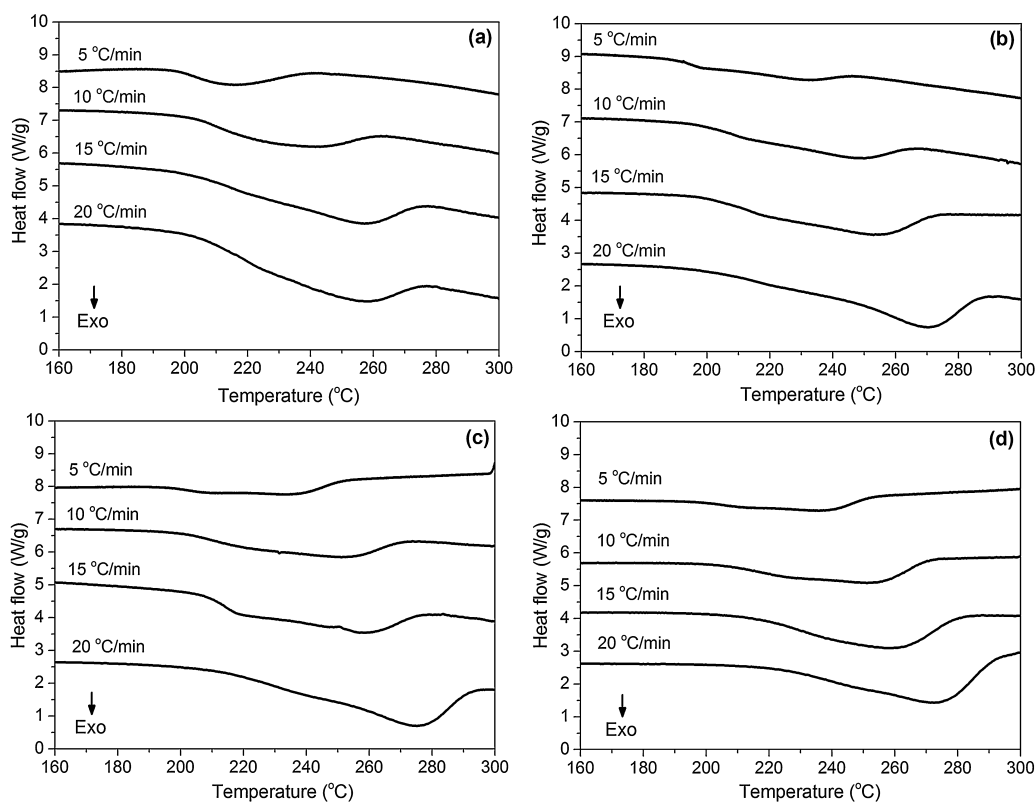 (a)
5 °C/min
10 °C/min
15 °C/min
20 °C/min
Exo
Heat flow (W/g)
10
9
8
7
6
5
4
3
2
1
0
160 180 200 220 240 260 280 300
Temperature (°C)
(b)
5 °C/min
10 °C/min
15 °C/min
20 °C/min
Exo
Heat flow (W/g)
10
9
8
7
6
5
4
3
2
1
0
160 180 200 220 240 260 280 300
Temperature (°C)
(c)
5 °C/min
10 °C/min
15 °C/min
20 °C/min
Exo
Heat flow (W/g)
10
9
8
7
6
5
4
3
2
1
0
160 180 200 220 240 260 280 300
Temperature (°C)
(d)
5 °C/min
10 °C/min
15 °C/min
20 °C/min
Exo
Heat flow (W/g)
10
9
8
7
6
5
4
3
2
1
0
160 180 200 220 240 260 280 300
Temperature (°C)